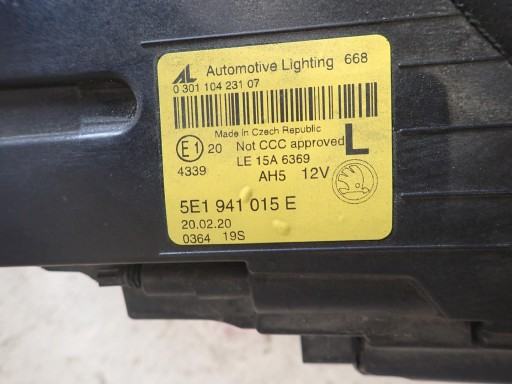 AL Automotive Lighting 668
0 301 104 231 07
Made in Czech Republic
E1 20 Not CCC approved L
4339 LE 15A 6369
AH5 12V
5E1 941 015 E
20.02.20
0364 19S